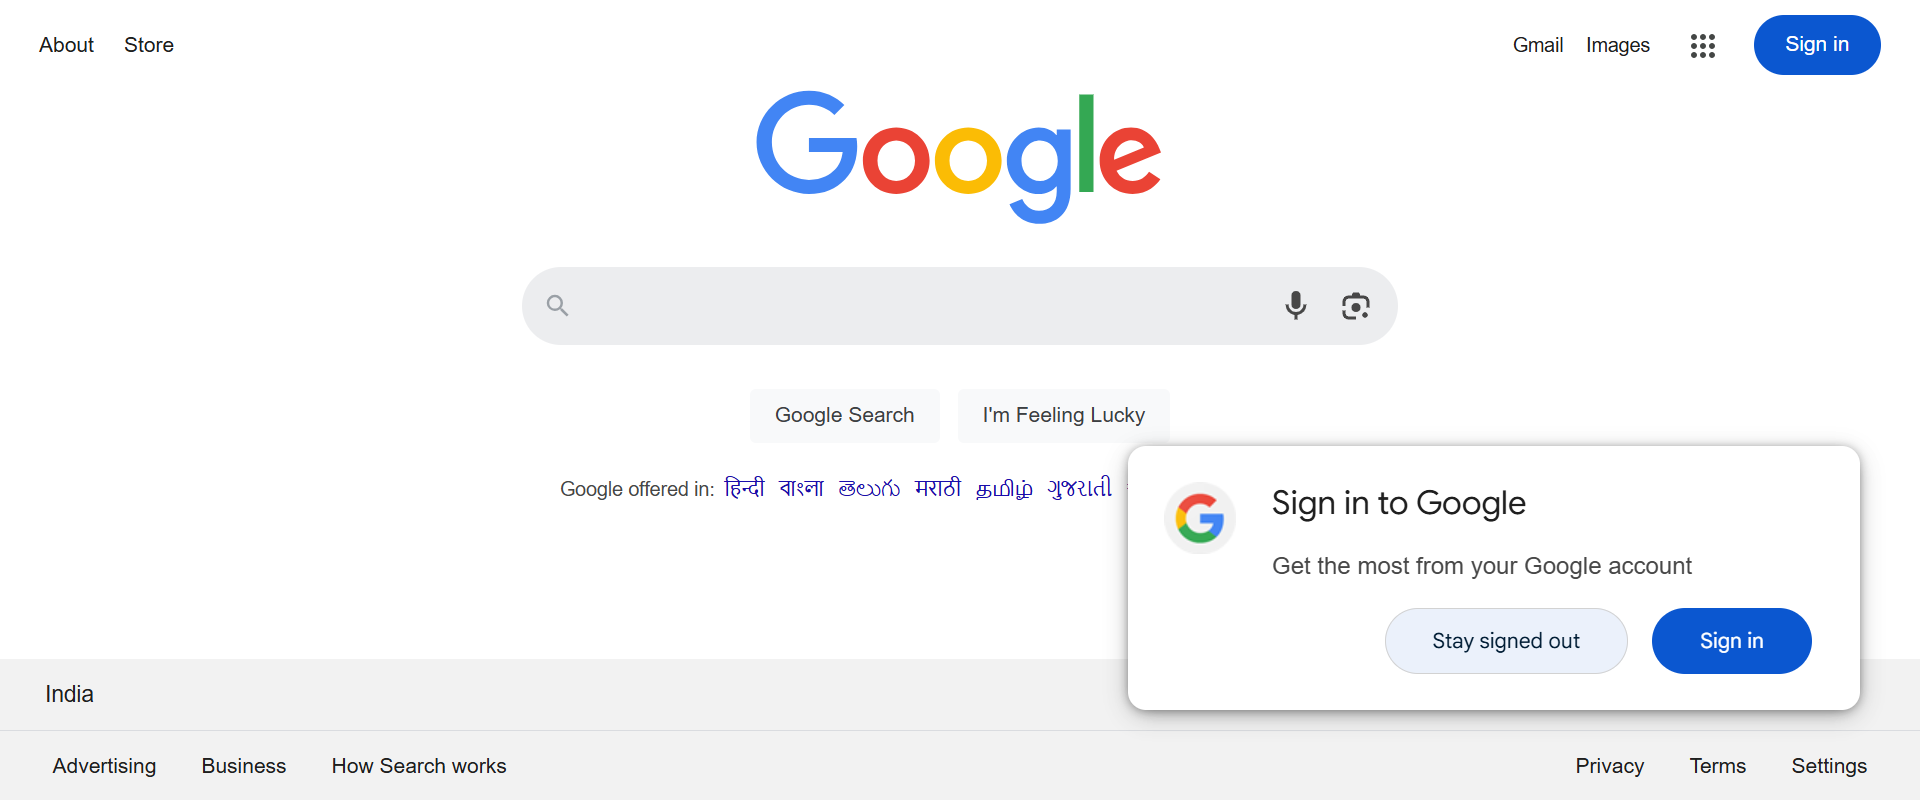 About Store Gmail Images Sign in
Google
Google Search I'm Feeling Lucky
Google offered in: हिन्दी বাংলা తెలుగు मराठी தமிழ் ગુજરાતી
Sign in to Google
Get the most from your Google account
Stay signed out Sign in
India
Advertising Business How Search works Privacy Terms Settings